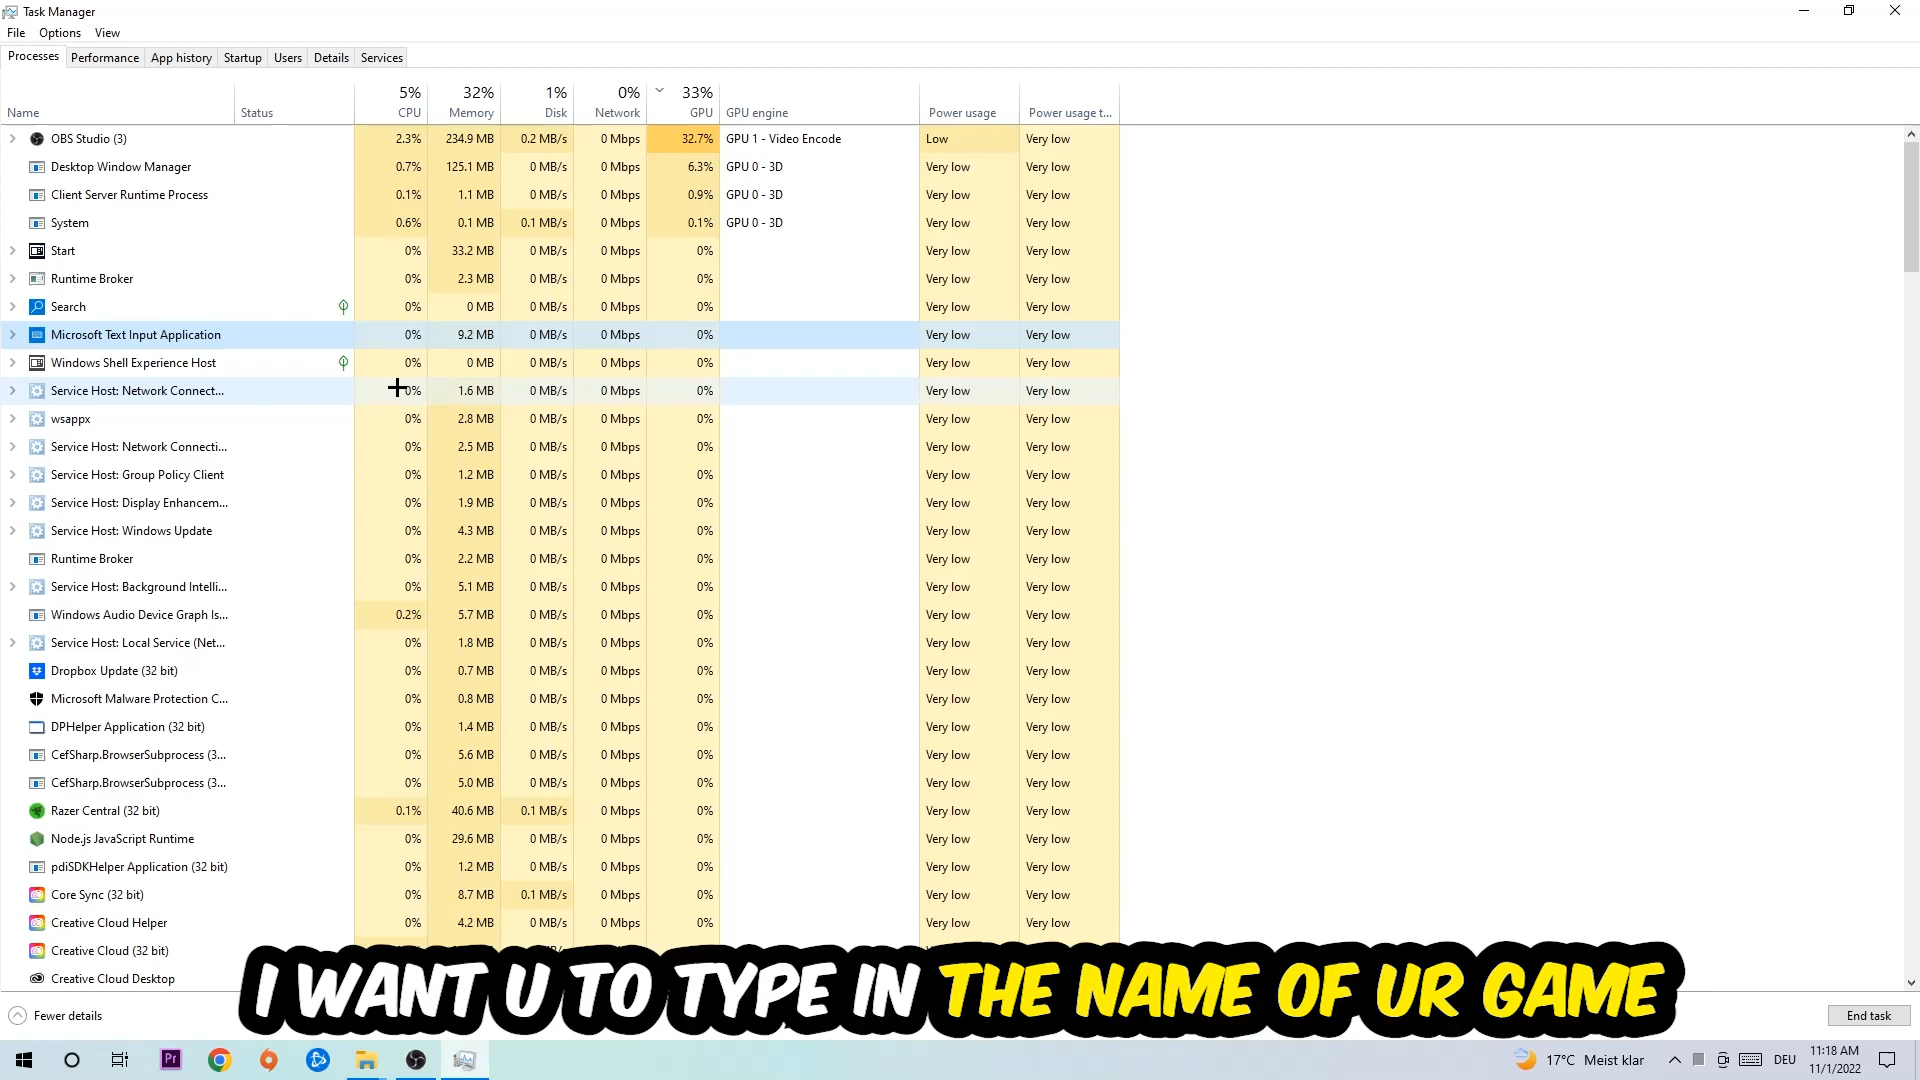 Task Manager
File Options View
Processes Performance App history Startup Users Details Services
5% 32% 1% 0% 33%
Name Status CPU Memory Disk Network GPU GPU engine Power usage Power usage t...
OBS Studio (3) 2.3% 234.9 MB 0.2 MB/s 0 Mbps 32.7% GPU 1 - Video Encode Low Very low
Desktop Window Manager 0.7% 125.1 MB 0 MB/s 0 Mbps 6.3% GPU 0 - 3D Very low Very low
Client Server Runtime Process 0.1% 1.1 MB 0 MB/s 0 Mbps 0.9% GPU 0 - 3D Very low Very low
System 0.6% 0.1 MB 0.1 MB/s 0 Mbps 0.1% GPU 0 - 3D Very low Very low
Start 0% 33.2 MB 0 MB/s 0 Mbps 0% Very low Very low
Runtime Broker 0% 2.3 MB 0 MB/s 0 Mbps 0% Very low Very low
Search 0% 0 MB 0 MB/s 0 Mbps 0% Very low Very low
Microsoft Text Input Application 0% 9.2 MB 0 MB/s 0 Mbps 0% Very low Very low
Windows Shell Experience Host 0% 0 MB 0 MB/s 0 Mbps 0% Very low Very low
Service Host: Network Connect... 0% 1.6 MB 0 MB/s 0 Mbps 0% Very low Very low
wsappx 0% 2.8 MB 0 MB/s 0 Mbps 0% Very low Very low
Service Host: Network Connecti... 0% 2.5 MB 0 MB/s 0 Mbps 0% Very low Very low
Service Host: Group Policy Client 0% 1.2 MB 0 MB/s 0 Mbps 0% Very low Very low
Service Host: Display Enhancem... 0% 1.9 MB 0 MB/s 0 Mbps 0% Very low Very low
Service Host: Windows Update 0% 4.3 MB 0 MB/s 0 Mbps 0% Very low Very low
Runtime Broker 0% 2.2 MB 0 MB/s 0 Mbps 0% Very low Very low
Service Host: Background Intelli... 0% 5.1 MB 0 MB/s 0 Mbps 0% Very low Very low
Windows Audio Device Graph Is... 0.2% 5.7 MB 0 MB/s 0 Mbps 0% Very low Very low
Service Host: Local Service (Net... 0% 1.8 MB 0 MB/s 0 Mbps 0% Very low Very low
Dropbox Update (32 bit) 0% 0.7 MB 0 MB/s 0 Mbps 0% Very low Very low
Microsoft Malware Protection C... 0% 0.8 MB 0 MB/s 0 Mbps 0% Very low Very low
DPHelper Application (32 bit) 0% 1.4 MB 0 MB/s 0 Mbps 0% Very low Very low
CefSharp.BrowserSubprocess (3... 0% 5.6 MB 0 MB/s 0 Mbps 0% Very low Very low
CefSharp.BrowserSubprocess (3... 0% 5.0 MB 0 MB/s 0 Mbps 0% Very low Very low
Razer Central (32 bit) 0.1% 40.6 MB 0.1 MB/s 0 Mbps 0% Very low Very low
Node.js JavaScript Runtime 0% 29.6 MB 0 MB/s 0 Mbps 0% Very low Very low
pdiSDKHelper Application (32 bit) 0% 1.2 MB 0 MB/s 0 Mbps 0% Very low Very low
Core Sync (32 bit) 0% 8.7 MB 0.1 MB/s 0 Mbps 0% Very low Very low
Creative Cloud Helper 0% 4.2 MB 0 MB/s 0 Mbps 0% Very low Very low
Creative Cloud (32 bit)
Creative Cloud Desktop
I WANT U TO TYPE IN THE NAME OF UR GAME
Fewer details End task
Pr 17°C Meist klar DEU 11:18 AM
11/1/2022